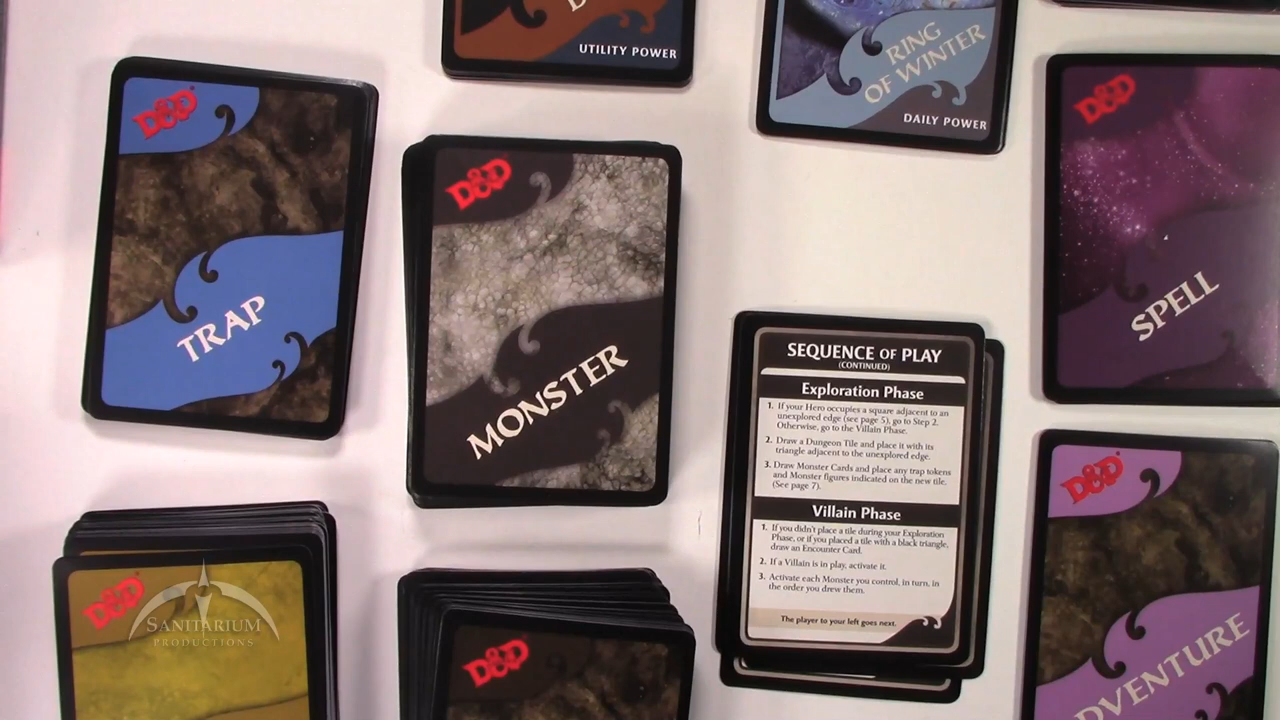 UTILITY POWER
RING
OF WINTER
DAILY POWER
D&D
TRAP
D&D
MONSTER
D&D
SPELL
SEQUENCE OF PLAY
(CONTINUED)
Exploration Phase
1. If your Hero occupies a square adjacent to an
unexplored edge (see page 5), go to Step 2.
Otherwise, go to the Villain Phase.
2. Draw a Dungeon Tile and place it with its
triangle adjacent to the unexplored edge.
3. Draw Monster Cards and place any trap tokens
and Monster figures indicated on the new tile.
(See page 7).
Villain Phase
1. If you didn't place a tile during your Exploration
Phase, or if you placed a tile with a black triangle,
draw an Encounter Card.
2. If a Villain is in play, activate it.
3. Activate each Monster you control, in turn, in
the order you drew them.
The player to your left goes next.
D&D
SANITARIUM
PRODUCTIONS
D&D
D&D
DVENTURE